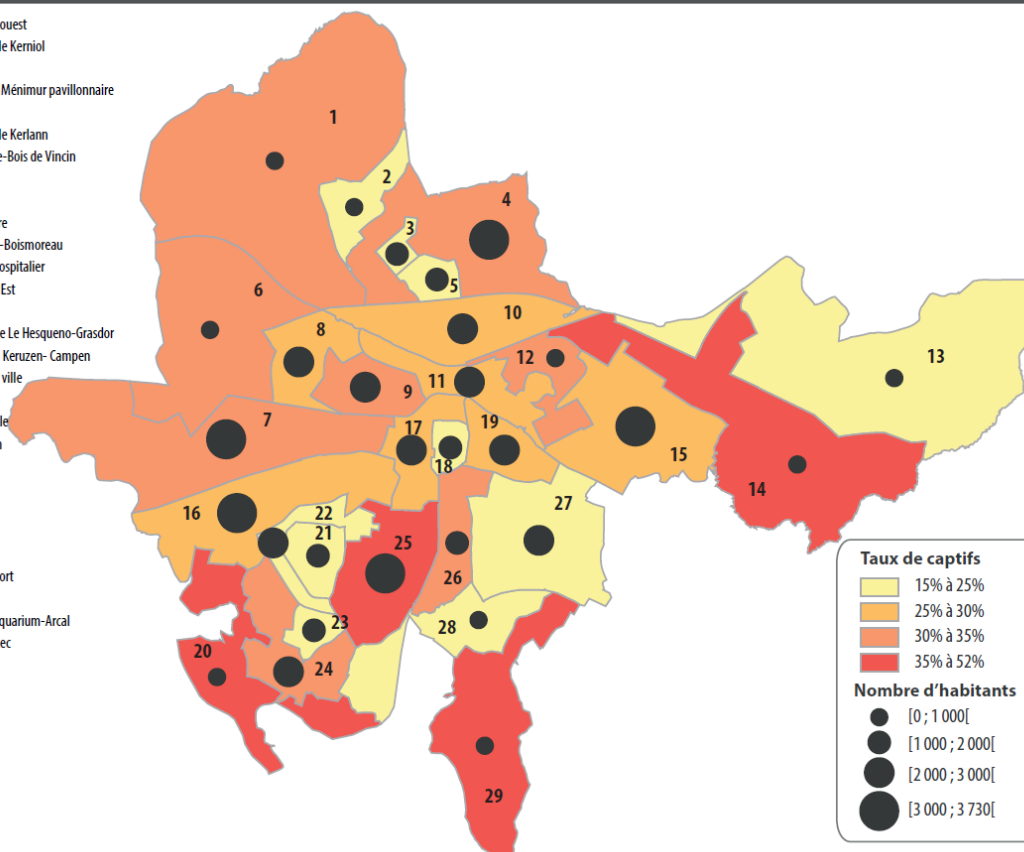 ouest
de Kerniol
Ménimur pavillonnaire
de Kerlann
e-Bois de Vincin
re
-Boismoreau
ospitalier
Est
e Le Hesqueno-Grasdor
Keruzen- Campen
ville
le
n
ort
quarium-Arcal
ec
1
2
3
4
5
6
7
8
9
10
11
12
13
14
15
16
17
18
19
20
21
22
23
24
25
26
27
28
29
Taux de captifs
15% à 25%
25% à 30%
30% à 35%
35% à 52%
Nombre d'habitants
[0 ; 1 000[
[1 000 ; 2 000[
[2 000 ; 3 000[
[3 000 ; 3 730[